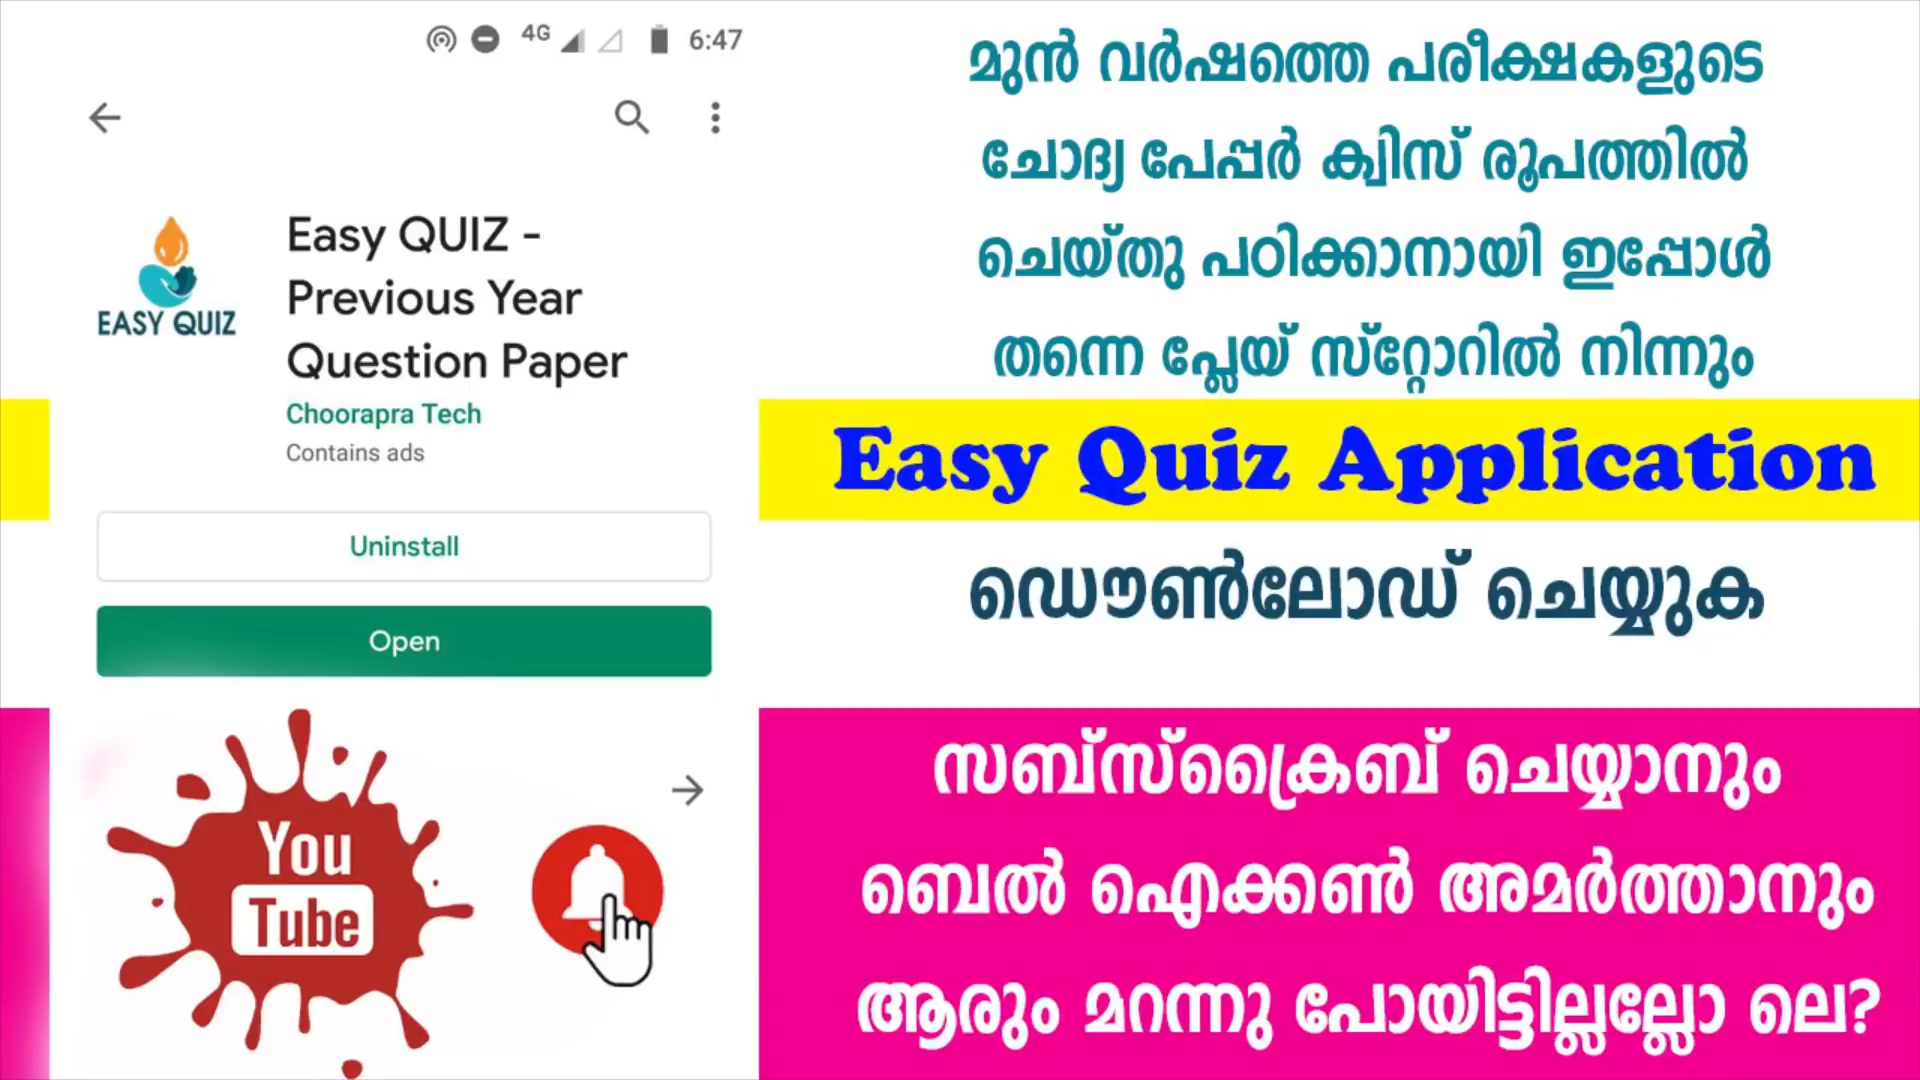 4G 6:47
EASY QUIZ
Easy QUIZ -
Previous Year
Question Paper
Choorapra Tech
Contains ads
Uninstall
Open
You
Tube
മുൻ വർഷത്തെ പരീക്ഷകളുടെ
ചോദ്യ പേപ്പർ ക്വിസ് രൂപത്തിൽ
ചെയ്തു പഠിക്കാനായി ഇപ്പോൾ
തന്നെ പ്ലേയ് സ്റ്റോറിൽ നിന്നും
Easy Quiz Application
ഡൌൺലോഡ് ചെയ്യുക
സബ്സ്ക്രൈബ് ചെയ്യാനും
ബെൽ ഐക്കൺ അമർത്താനും
ആരും മറന്നു പോയിട്ടില്ലല്ലോ ലെ?